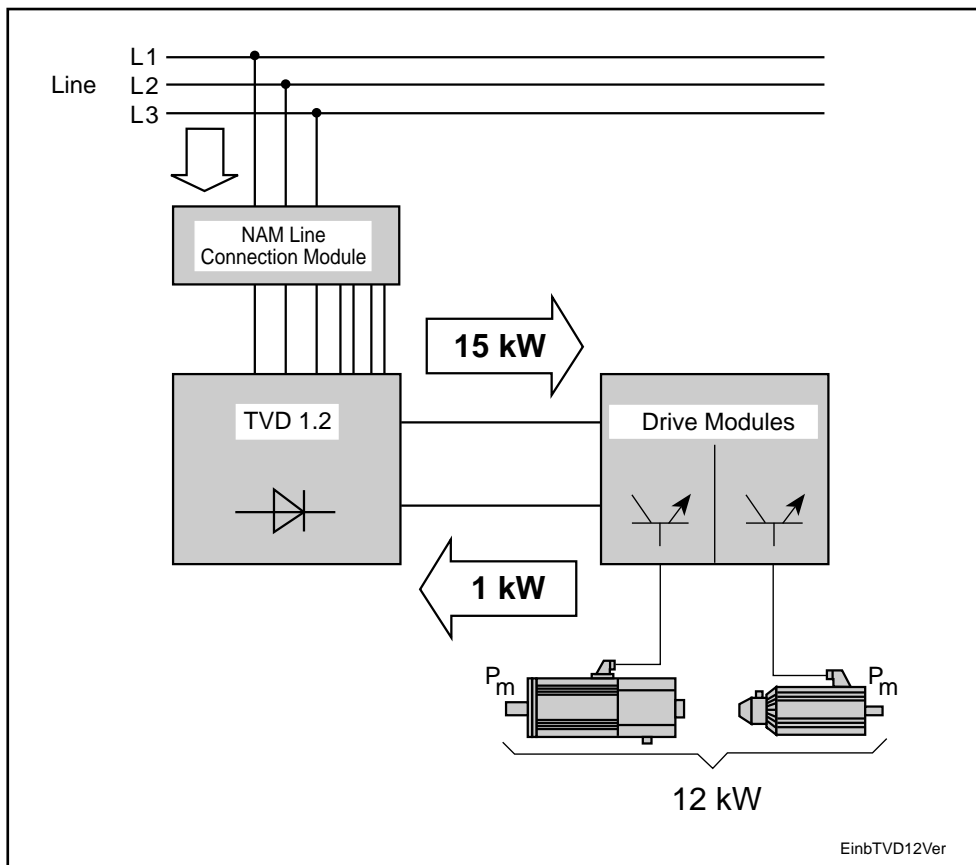 L1
Line L2
L3
NAM Line
Connection Module
15 kW
TVD 1.2
Drive Modules
1 kW
Pm
Pm
12 kW
EinbTVD12Ver